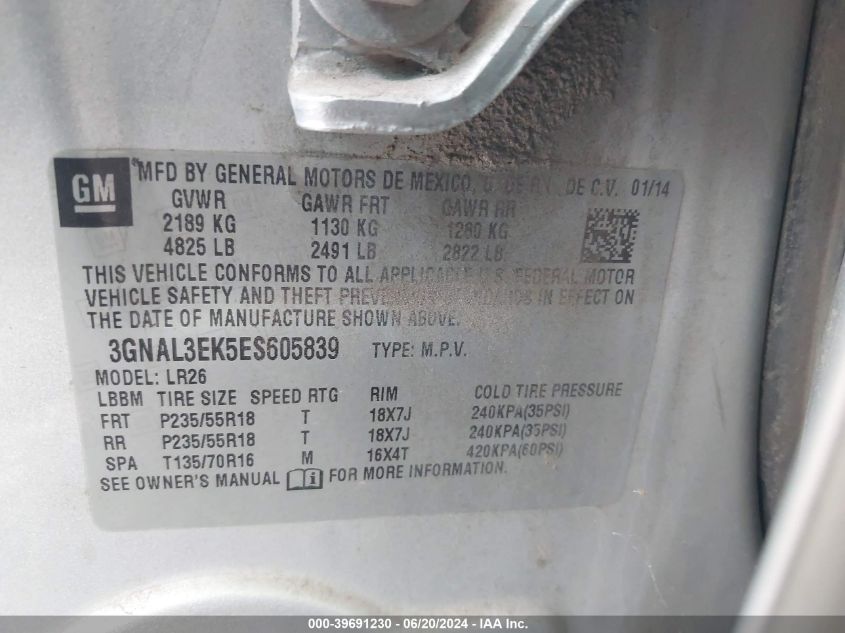 GM
MFD BY GENERAL MOTORS DE MEXICO, DE C.V. 01/14
GVWR GAWR FRT GAWR RR
2189 KG 1130 KG 1280 KG
4825 LB 2491 LB 2822 LB
THIS VEHICLE CONFORMS TO ALL APPLICABLE U.S. FEDERAL MOTOR
VEHICLE SAFETY AND THEFT PREVENTION STANDARDS IN EFFECT ON
THE DATE OF MANUFACTURE SHOWN ABOVE.
3GNAL3EK5ES605839 TYPE: M.P.V.
MODEL: LR26
LBBM TIRE SIZE SPEED RTG RIM COLD TIRE PRESSURE
FRT P235/55R18 T 18X7J 240KPA(35PSI)
RR P235/55R18 T 18X7J 240KPA(35PSI)
SPA T135/70R16 M 16X4T 420KPA(60PSI)
SEE OWNER'S MANUAL i FOR MORE INFORMATION.
000-39691230 - 06/20/2024 - IAA Inc.